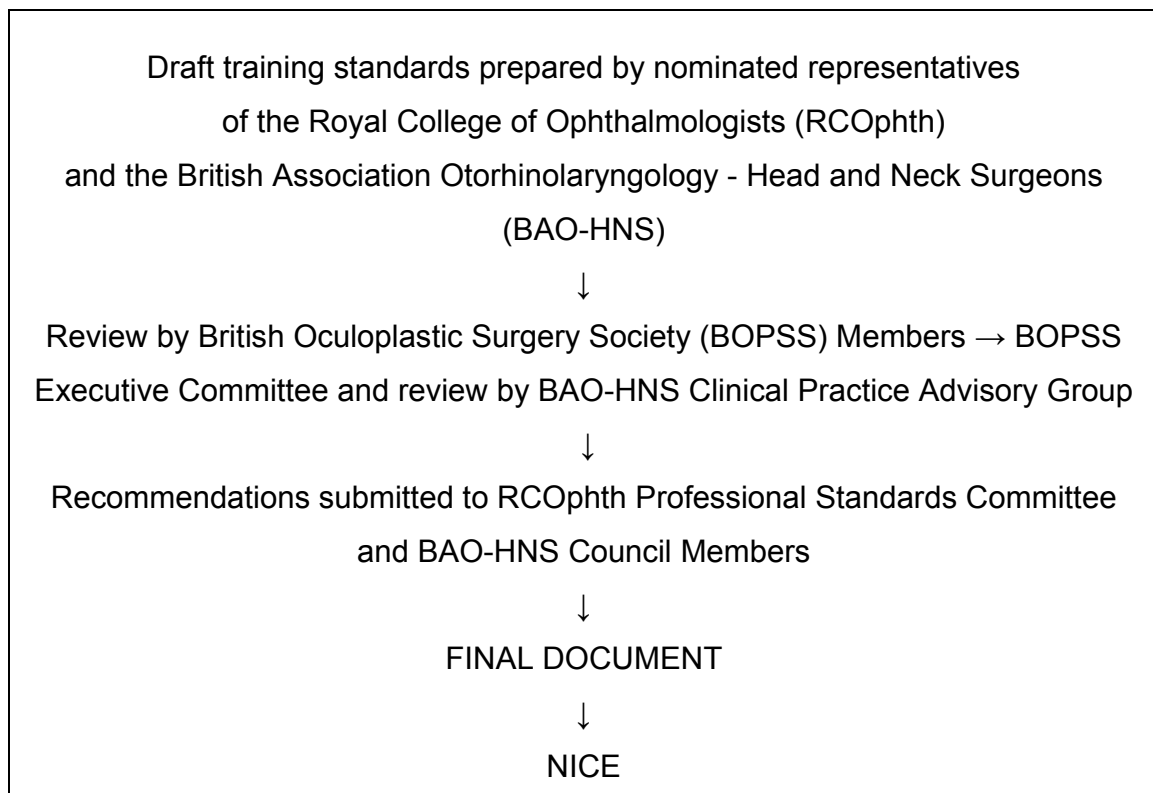 Draft training standards prepared by nominated representatives
of the Royal College of Ophthalmologists (RCOphth)
and the British Association Otorhinolaryngology - Head and Neck Surgeons
(BAO-HNS)
↓
Review by British Oculoplastic Surgery Society (BOPSS) Members → BOPSS
Executive Committee and review by BAO-HNS Clinical Practice Advisory Group
↓
Recommendations submitted to RCOphth Professional Standards Committee
and BAO-HNS Council Members
↓
FINAL DOCUMENT
↓
NICE